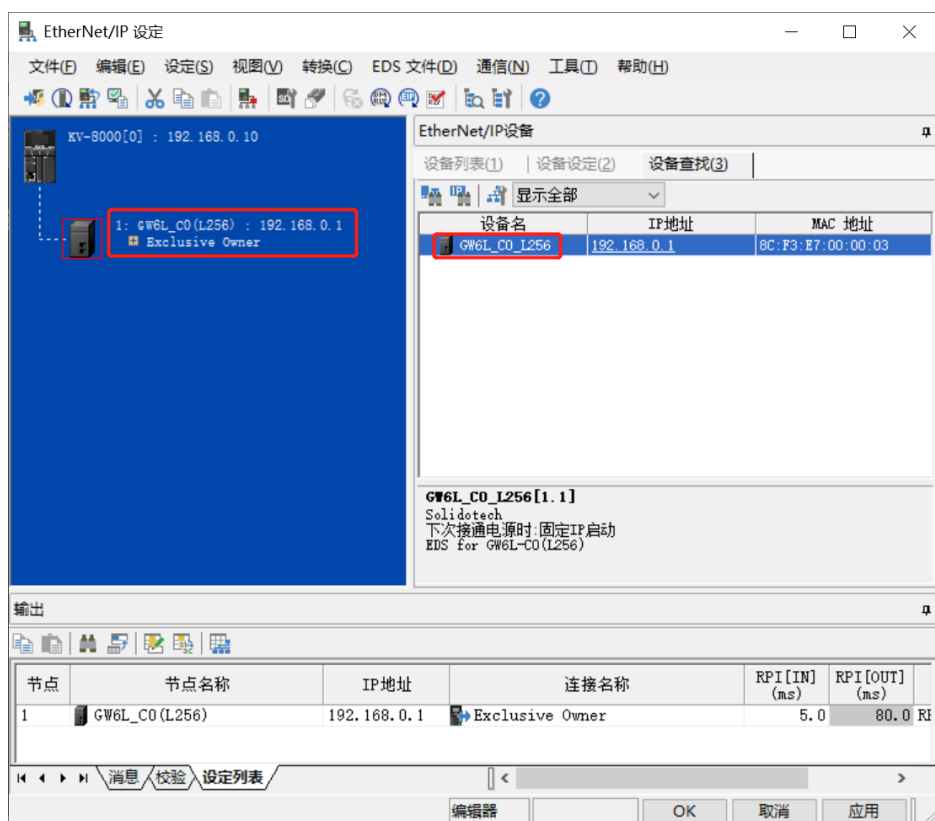 EtherNet/IP 设定
文件(F) 编辑(E) 设定(S) 视图(V) 转换(C) EDS 文件(D) 通信(N) 工具(T) 帮助(H)
KV-8000[0] : 192.168.0.10
1: GW6L_CO(L256) : 192.168.0.1
Exclusive Owner
EtherNet/IP设备
设备列表(1) 设备设定(2) 设备查找(3)
显示全部
设备名 IP地址 MAC 地址
GW6L_CO_L256 192.168.0.1 8C:F3:E7:00:00:03
GW6L_CO_L256[1.1]
Solidotech
下次接通电源时:固定IP启动
EDS for GW6L-CO(L256)
输出
节点 节点名称 IP地址 连接名称 RPI[IN] (ms) RPI[OUT] (ms)
1 GW6L_CO(L256) 192.168.0.1 Exclusive Owner 5.0 80.0
消息 校验 设定列表
编辑器 OK 取消 应用